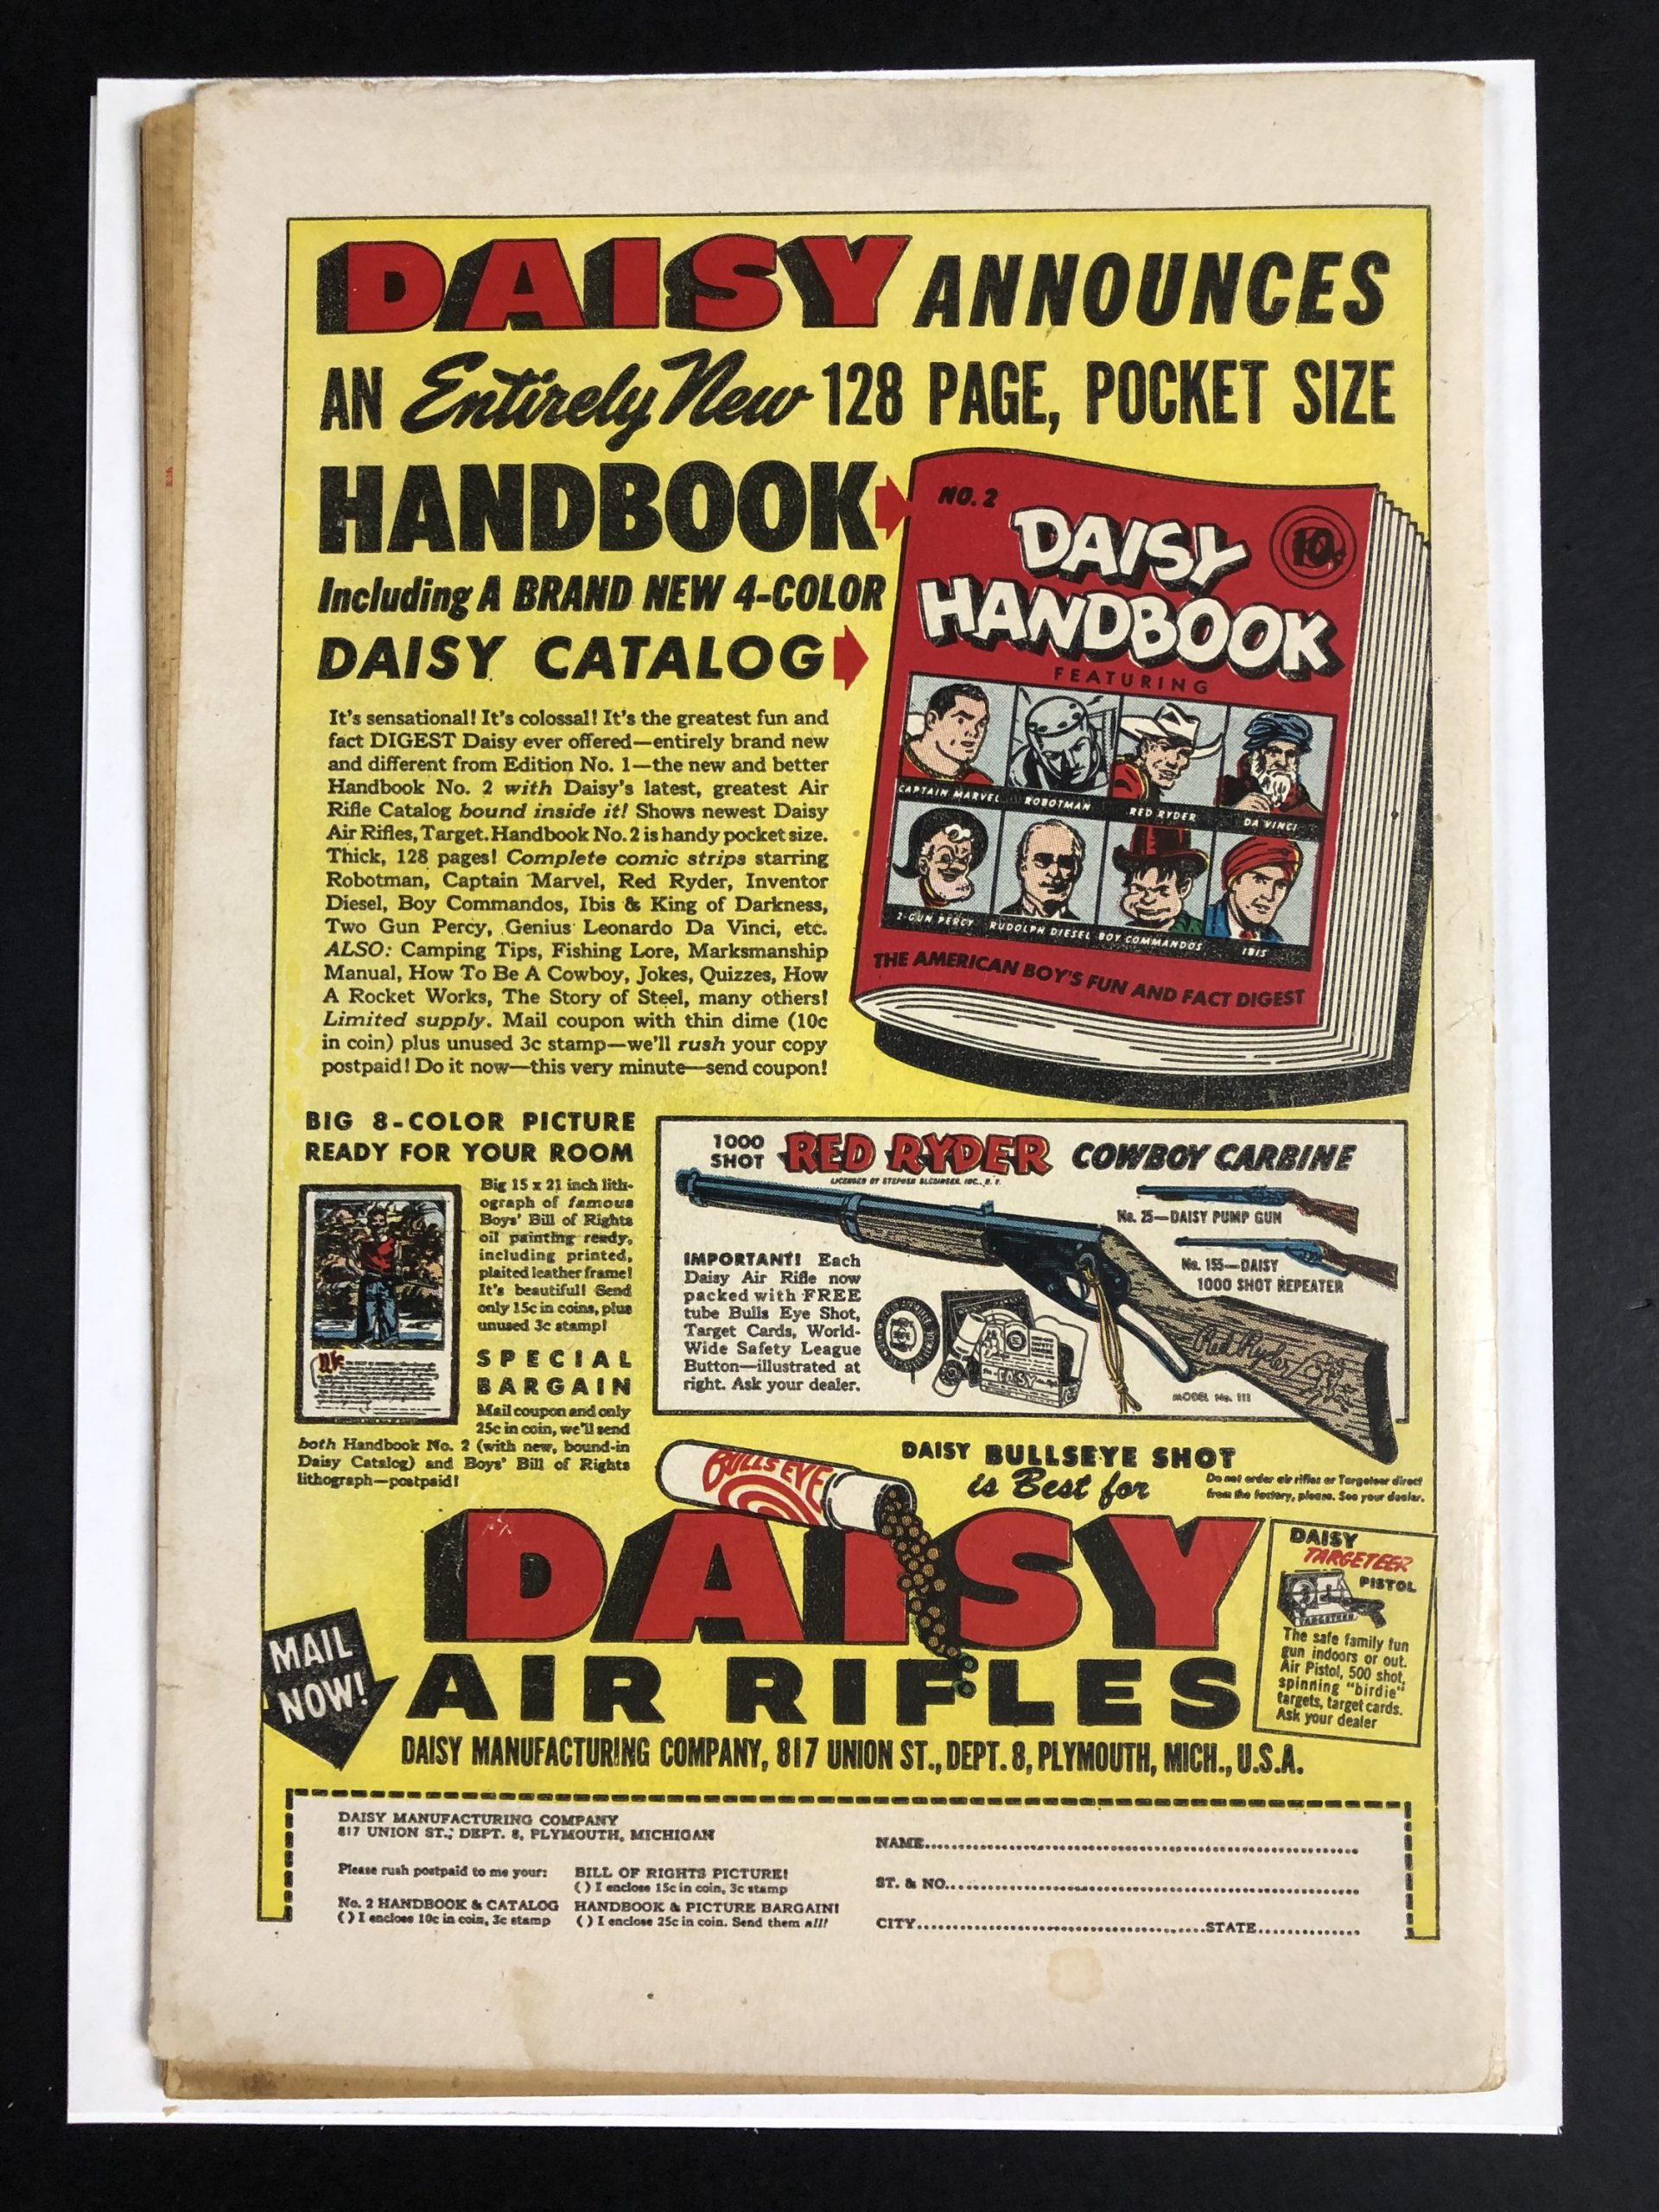 DAISY ANNOUNCES
AN Entirely New 128 PAGE, POCKET SIZE
HANDBOOK
Including A BRAND NEW 4-COLOR
DAISY CATALOG
It's sensational! It's colossal! It's the greatest fun and
fact DIGEST Daisy ever offered—entirely brand new
and different from Edition No. 1—the new and better
Handbook No. 2 with Daisy's latest, greatest Air
Rifle Catalog bound inside it! Shows newest Daisy
Air Rifles, Target. Handbook No. 2 is handy pocket size.
Thick, 128 pages! Complete comic strips starring
Robotman, Captain Marvel, Red Ryder, Inventor
Diesel, Boy Commandos, Ibis & King of Darkness,
Two Gun Percy, Genius Leonardo Da Vinci, etc.
ALSO: Camping Tips, Fishing Lore, Marksmanship
Manual, How To Be A Cowboy, Jokes, Quizzes, How
A Rocket Works, The Story of Steel, many others!
Limited supply. Mail coupon with thin dime (10c
in coin) plus unused 3c stamp—we'll rush your copy
postpaid! Do it now—this very minute—send coupon!
NO. 2
10¢
DAISY
HANDBOOK
FEATURING
CAPTAIN MARVEL ROBOTMAN RED RYDER DA VINCI
2-GUN PERCY RUDOLPH DIESEL BOY COMMANDOS IBIS
THE AMERICAN BOY'S FUN AND FACT DIGEST
BIG 8-COLOR PICTURE
READY FOR YOUR ROOM
Big 15 x 21 inch lith-
ograph of famous
Boys' Bill of Rights
oil painting ready,
including printed,
plaited leather frame!
It's beautiful! Send
only 15c in coins, plus
unused 3c stamp!
SPECIAL
BARGAIN
Mail coupon and only
25c in coin, we'll send
both Handbook No. 2 (with new, bound-in
Daisy Catalog) and Boys' Bill of Rights
lithograph—postpaid!
1000
SHOT RED RYDER COWBOY CARBINE
LICENSED BY STEPHEN SLESINGER, INC., N. Y.
No. 25—DAISY PUMP GUN
No. 155—DAISY
1000 SHOT REPEATER
IMPORTANT! Each
Daisy Air Rifle now
packed with FREE
tube Bulls Eye Shot,
Target Cards, World-
Wide Safety League
Button—illustrated at
right. Ask your dealer.
DAISY
Red Ryder
MODEL No. 111
BULLS EYE
DAISY BULLSEYE SHOT
is Best for
Do not order air rifles or Targeteer direct
from the factory, please. See your dealer.
DAISY
AIR RIFLES
DAISY
TARGETEER
PISTOL
TARGETEER
The safe family fun
gun indoors or out.
Air Pistol, 500 shot,
spinning "birdie"
targets, target cards.
Ask your dealer
MAIL
NOW!
DAISY MANUFACTURING COMPANY, 817 UNION ST., DEPT. 8, PLYMOUTH, MICH., U.S.A.
DAISY MANUFACTURING COMPANY
817 UNION ST.; DEPT. 8, PLYMOUTH, MICHIGAN
Please rush postpaid to me your:
No. 2 HANDBOOK & CATALOG
( ) I enclose 10c in coin, 3c stamp
BILL OF RIGHTS PICTURE!
( ) I enclose 15c in coin, 3c stamp
HANDBOOK & PICTURE BARGAIN!
( ) I enclose 25c in coin. Send them all!
NAME
ST. & NO.
CITY STATE